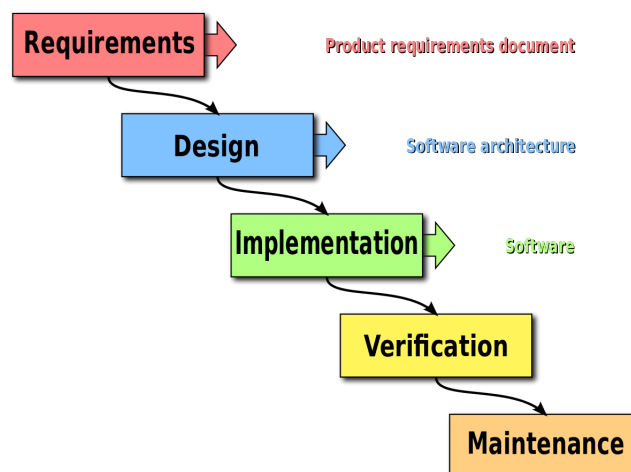 Requirements
Product requirements document
Design
Software architecture
Implementation
Software
Verification
Maintenance